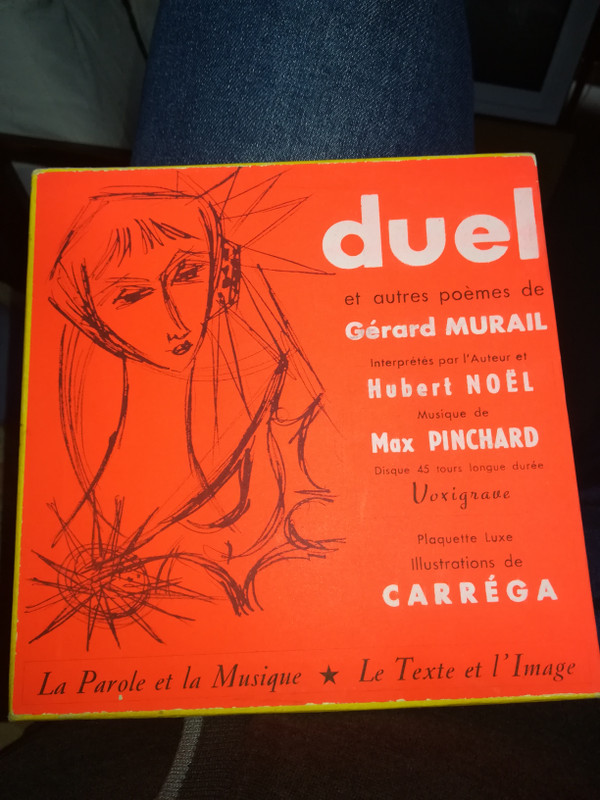 duel
et autres poèmes de
Gérard MURAIL
Interprétés par l'Auteur et
Hubert NOËL
Musique de
Max PINCHARD
Disque 45 tours longue durée
Voxigrave
Plaquette Luxe
Illustrations de
CARRÉGA
La Parole et la Musique ★ Le Texte et l'Image